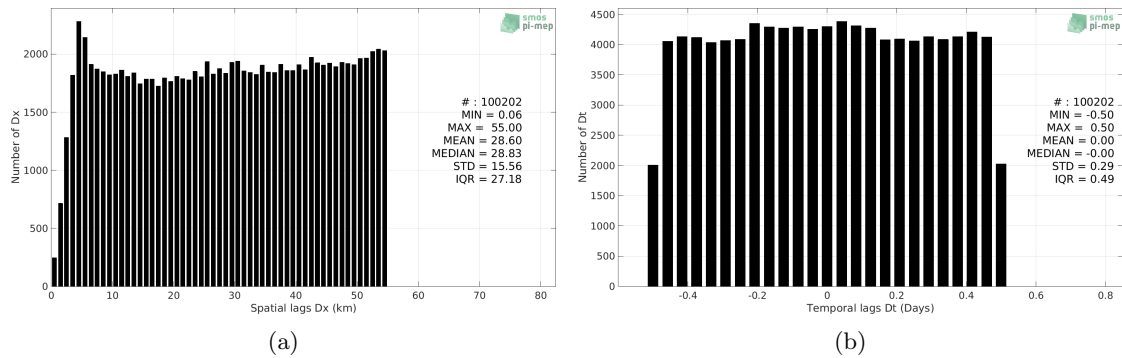 smos
pi-mep
2000
1500
1000
500
0
Number of Dx
# : 100202
MIN = 0.06
MAX = 55.00
MEAN = 28.60
MEDIAN = 28.83
STD = 15.56
IQR = 27.18
0 10 20 30 40 50 60 70 80
Spatial lags Dx (km)
(a)
smos
pi-mep
4500
4000
3500
3000
2500
2000
1500
1000
500
0
Number of Dt
# : 100202
MIN = -0.50
MAX = 0.50
MEAN = 0.00
MEDIAN = -0.00
STD = 0.29
IQR = 0.49
-0.4 -0.2 0 0.2 0.4 0.6 0.8
Temporal lags Dt (Days)
(b)